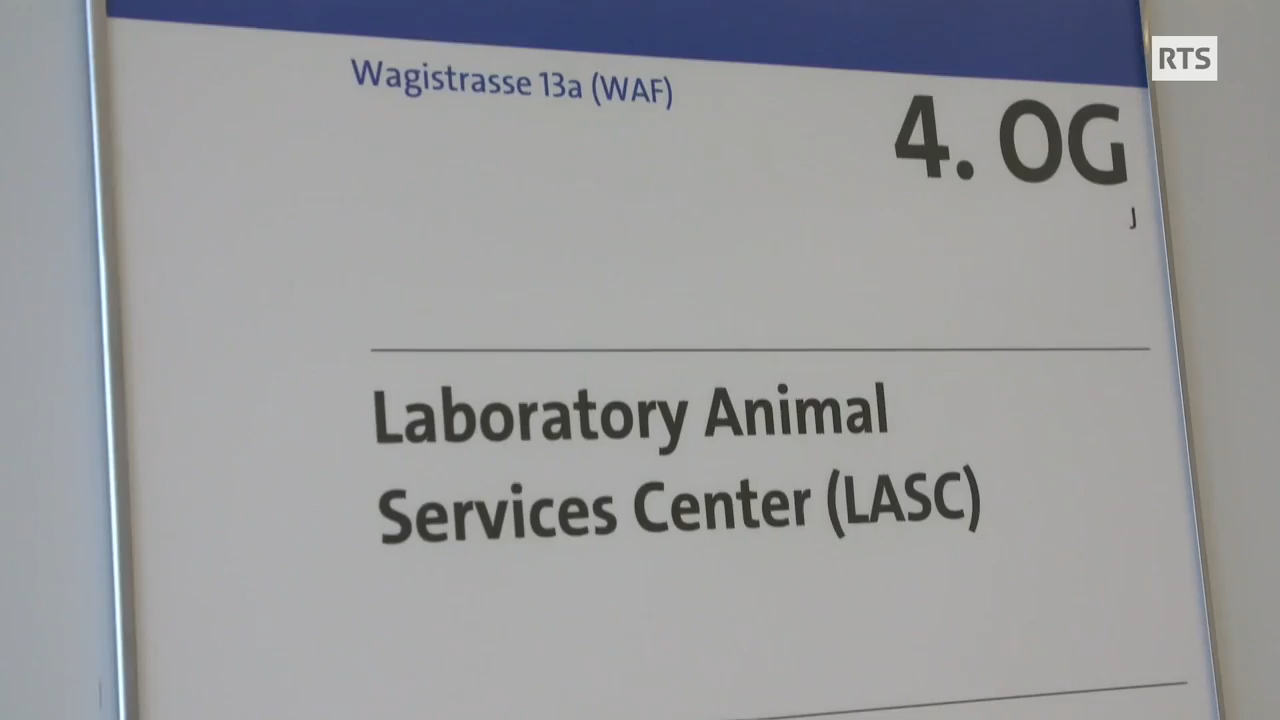 RTS
Wagistrasse 13a (WAF)
4. OG
J
Laboratory Animal
Services Center (LASC)